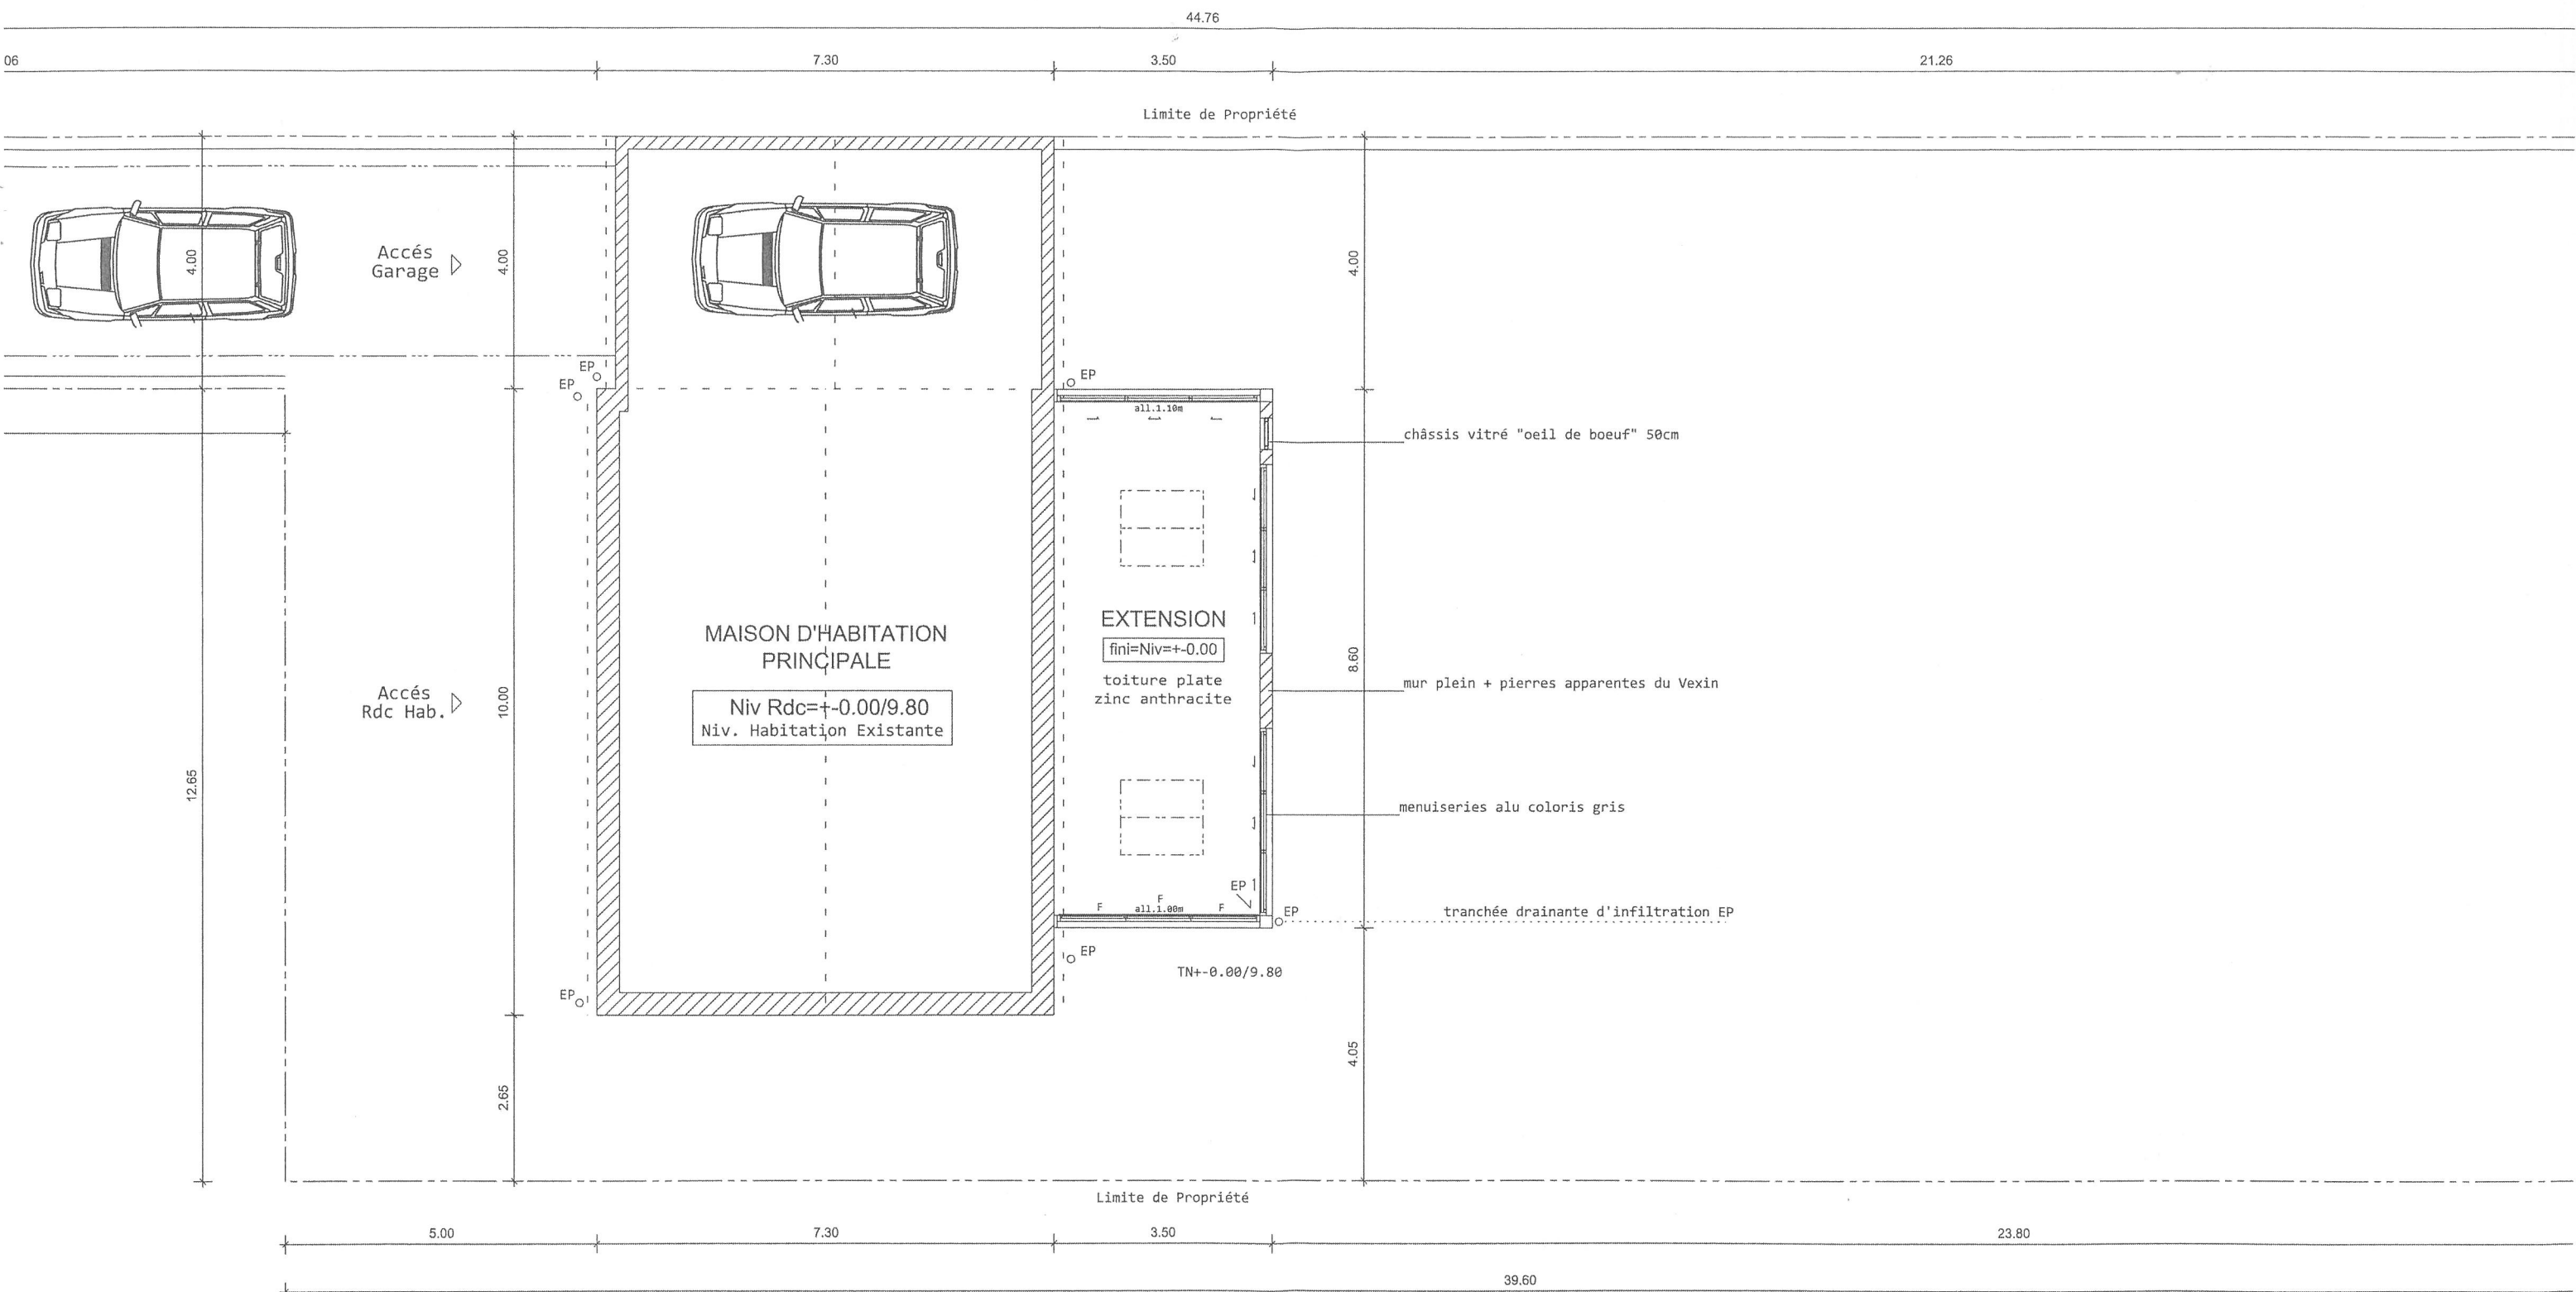 44.76
06
7.30
3.50
21.26
Limite de Propriété
4.00
Accés
Garage
4.00
4.00
EP
EP
EP
all.1.10m
châssis vitré "oeil de boeuf" 50cm
MAISON D'HABITATION
PRINCIPALE
EXTENSION
fini=Niv=+-0.00
8.60
toiture plate
zinc anthracite
mur plein + pierres apparentes du Vexin
Accés
Rdc Hab.
10.00
Niv Rdc=+-0.00/9.80
Niv. Habitation Existante
12.65
menuiseries alu coloris gris
EP
F
F
F
all.1.00m
EP
tranchée drainante d'infiltration EP
EP
TN+-0.00/9.80
EP
4.05
2.65
Limite de Propriété
5.00
7.30
3.50
23.80
39.60